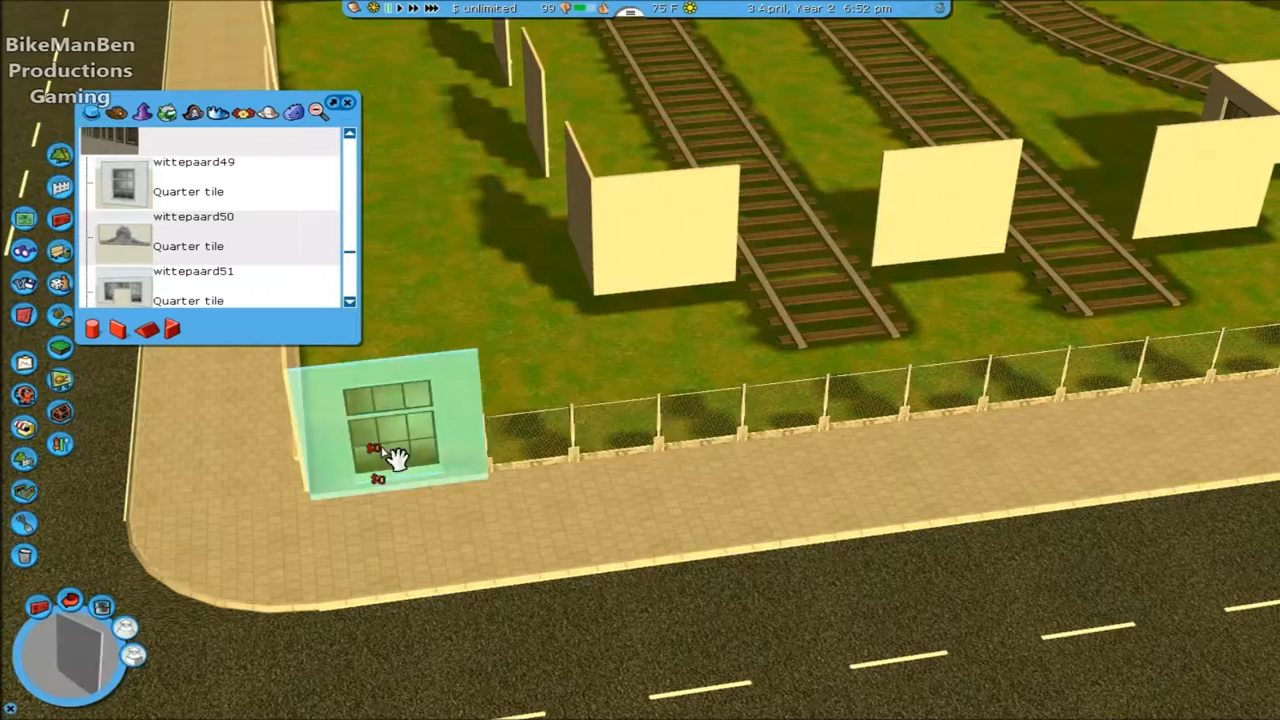 $ unlimited 99 75 F 3 April, Year 2 6:52 pm
BikeManBen
Productions
Gaming
wittepaard49
Quarter tile
wittepaard50
Quarter tile
wittepaard51
Quarter tile